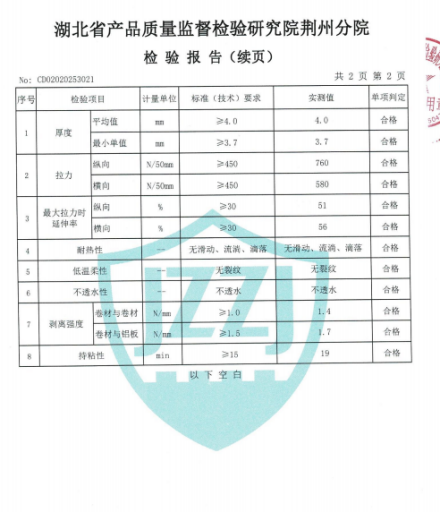 湖北省产品质量监督检验研究院荆州分院
检 验 报 告（续页）
No: CD02020253021 共 2 页 第 2 页
序号 检验项目 计量单位 标准（技术）要求 实测值 单项判定
1 厚度 平均值 mm ≥4.0 4.0 合格
最小单值 mm ≥3.7 3.7 合格
2 拉力 纵向 N/50mm ≥450 760 合格
横向 N/50mm ≥450 580 合格
3 最大拉力时延伸率 纵向 % ≥30 51 合格
横向 % ≥30 56 合格
4 耐热性 -- 无滑动、流淌、滴落 无滑动、流淌、滴落 合格
5 低温柔性 -- 无裂纹 无裂纹 合格
6 不透水性 -- 不透水 不透水 合格
7 剥离强度 卷材与卷材 N/mm ≥1.0 1.4 合格
卷材与铝板 N/mm ≥1.5 1.7 合格
8 持粘性 min ≥15 19 合格
以 下 空 白
JZZJ